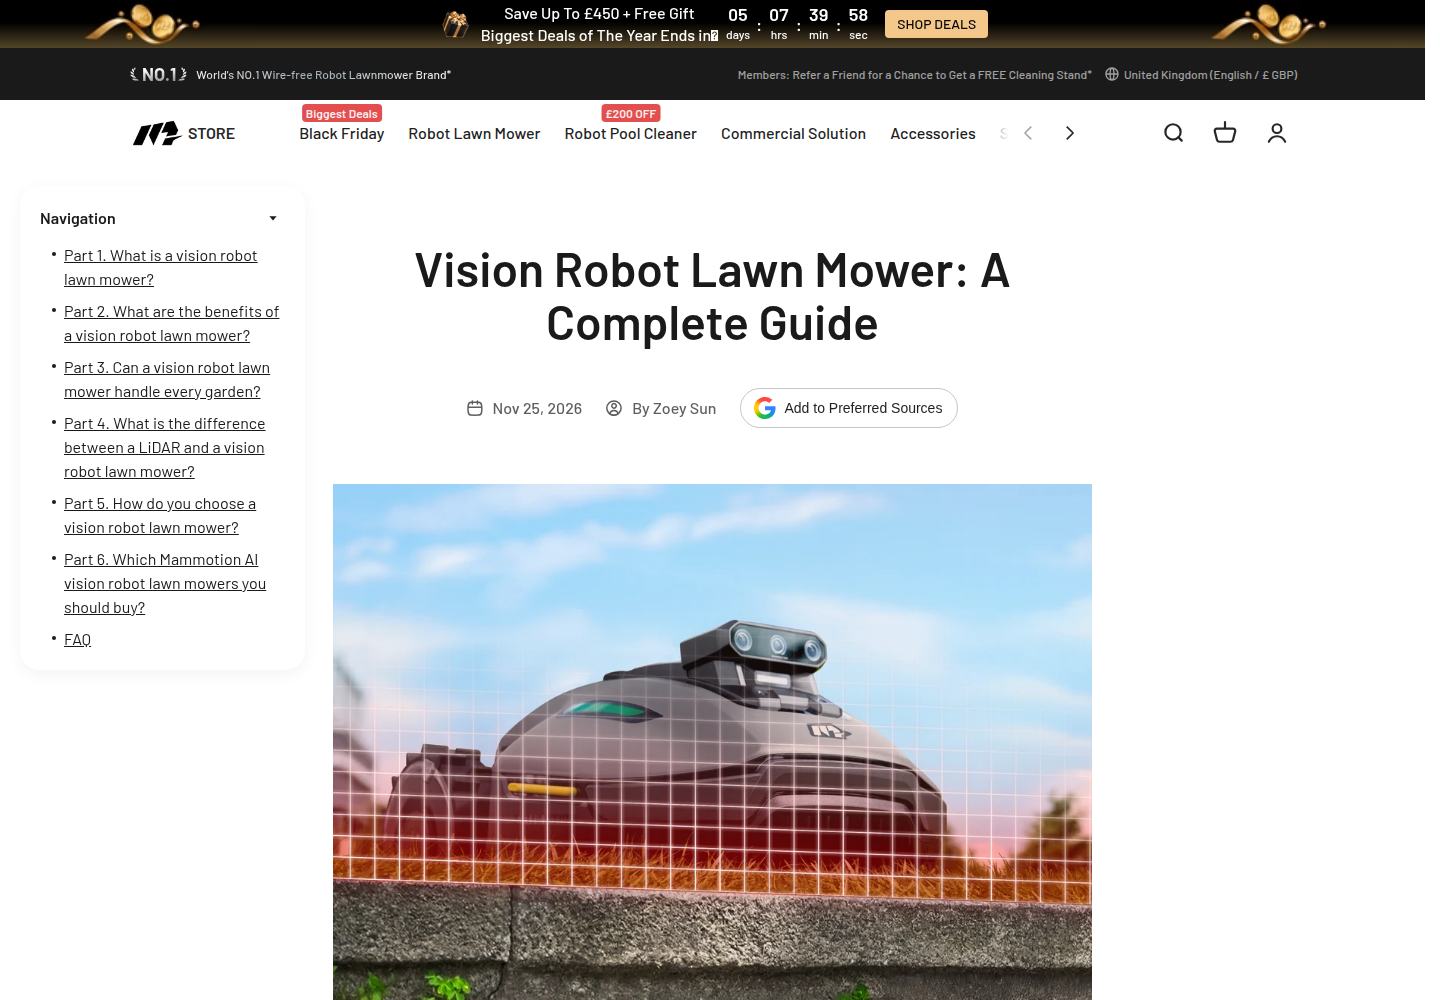 Save Up To £450 + Free Gift
Biggest Deals of The Year Ends in
05 : 07 : 39 : 58
days hrs min sec
SHOP DEALS
NO.1
World's NO.1 Wire-free Robot Lawnmower Brand*
Members: Refer a Friend for a Chance to Get a FREE Cleaning Stand*
United Kingdom (English / £ GBP)
STORE
Biggest Deals
Black Friday
Robot Lawn Mower
£200 OFF
Robot Pool Cleaner
Commercial Solution
Accessories
S
Navigation
Part 1. What is a vision robot
lawn mower?
Part 2. What are the benefits of
a vision robot lawn mower?
Part 3. Can a vision robot lawn
mower handle every garden?
Part 4. What is the difference
between a LiDAR and a vision
robot lawn mower?
Part 5. How do you choose a
vision robot lawn mower?
Part 6. Which Mammotion AI
vision robot lawn mowers you
should buy?
FAQ
Vision Robot Lawn Mower: A
Complete Guide
Nov 25, 2026
By Zoey Sun
Add to Preferred Sources